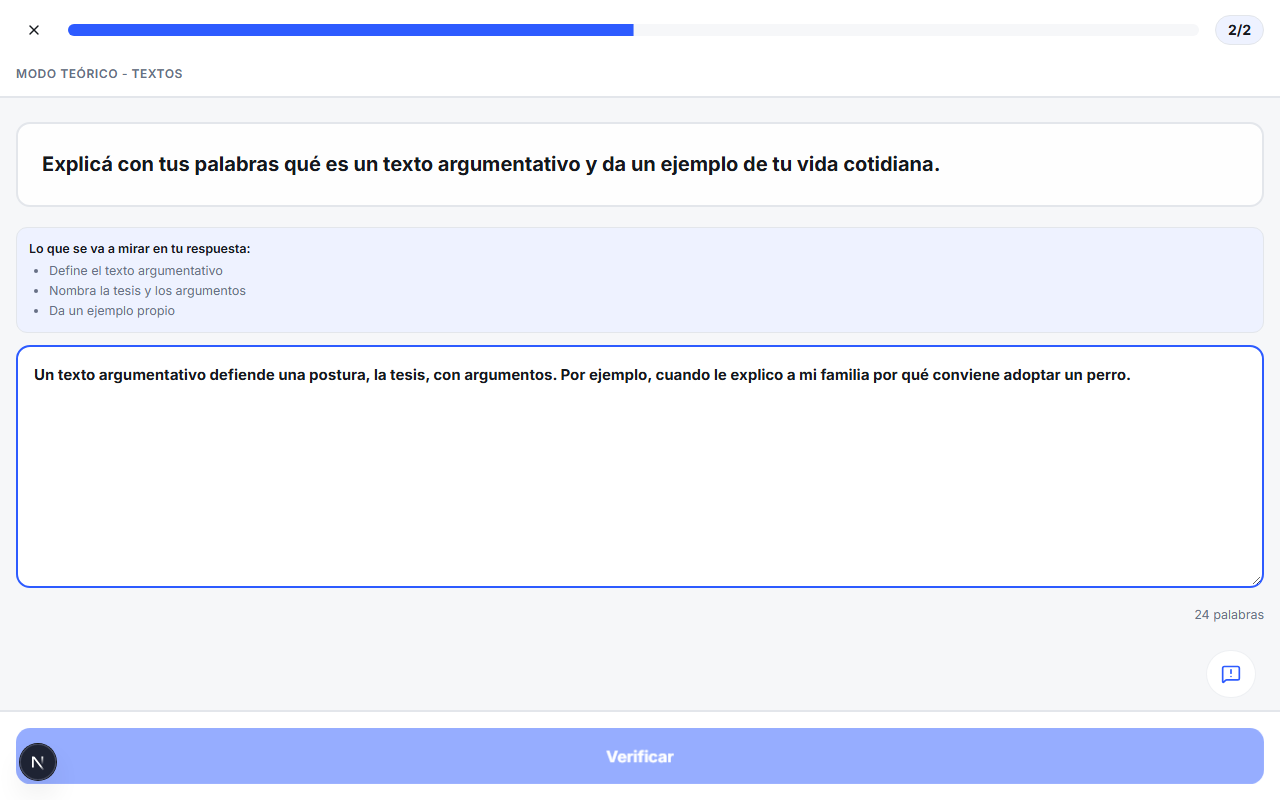 2/2
MODO TEÓRICO - TEXTOS
Explicá con tus palabras qué es un texto argumentativo y da un ejemplo de tu vida cotidiana.
Lo que se va a mirar en tu respuesta:
• Define el texto argumentativo
• Nombra la tesis y los argumentos
• Da un ejemplo propio
Un texto argumentativo defiende una postura, la tesis, con argumentos. Por ejemplo, cuando le explico a mi familia por qué conviene adoptar un perro.
24 palabras
Verificar
N